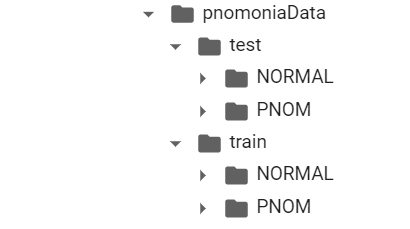 pnomoniaData
test
NORMAL
PNOM
train
NORMAL
PNOM